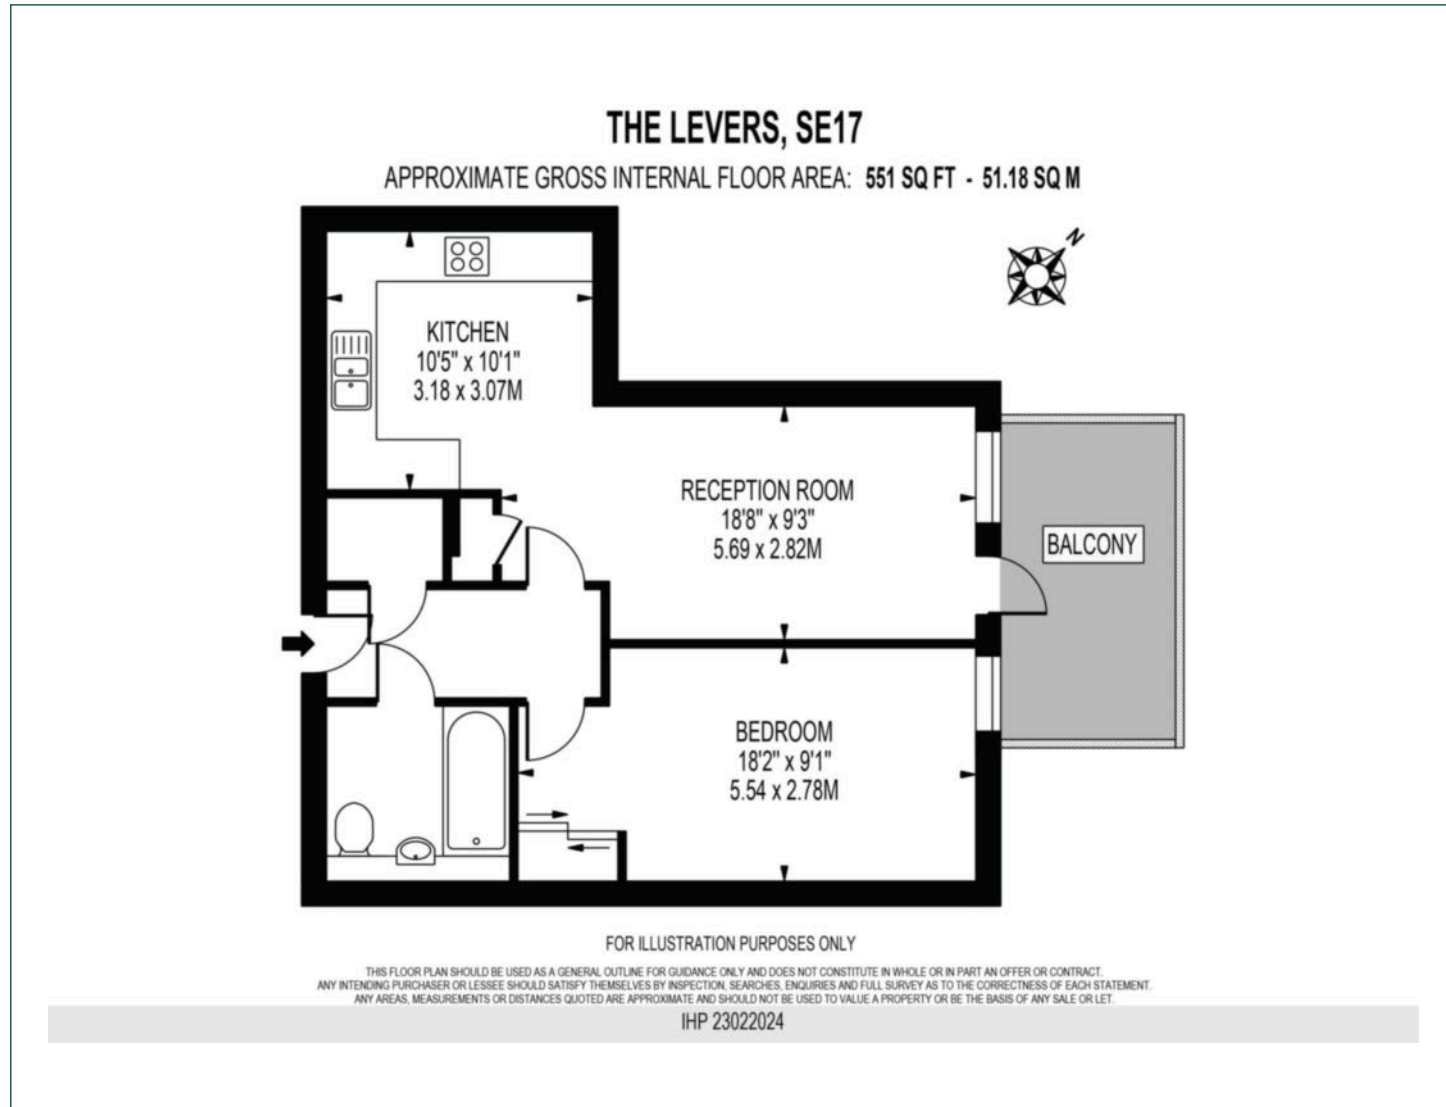 THE LEVERS, SE17
APPROXIMATE GROSS INTERNAL FLOOR AREA: 551 SQ FT - 51.18 SQ M
N
KITCHEN
10'5" x 10'1"
3.18 x 3.07M
RECEPTION ROOM
18'8" x 9'3"
5.69 x 2.82M
BALCONY
BEDROOM
18'2" x 9'1"
5.54 x 2.78M
FOR ILLUSTRATION PURPOSES ONLY
THIS FLOOR PLAN SHOULD BE USED AS A GENERAL OUTLINE FOR GUIDANCE ONLY AND DOES NOT CONSTITUTE IN WHOLE OR IN PART AN OFFER OR CONTRACT.
ANY INTENDING PURCHASER OR LESSEE SHOULD SATISFY THEMSELVES BY INSPECTION, SEARCHES, ENQUIRIES AND FULL SURVEY AS TO THE CORRECTNESS OF EACH STATEMENT.
ANY AREAS, MEASUREMENTS OR DISTANCES QUOTED ARE APPROXIMATE AND SHOULD NOT BE USED TO VALUE A PROPERTY OR BE THE BASIS OF ANY SALE OR LET.
IHP 23022024